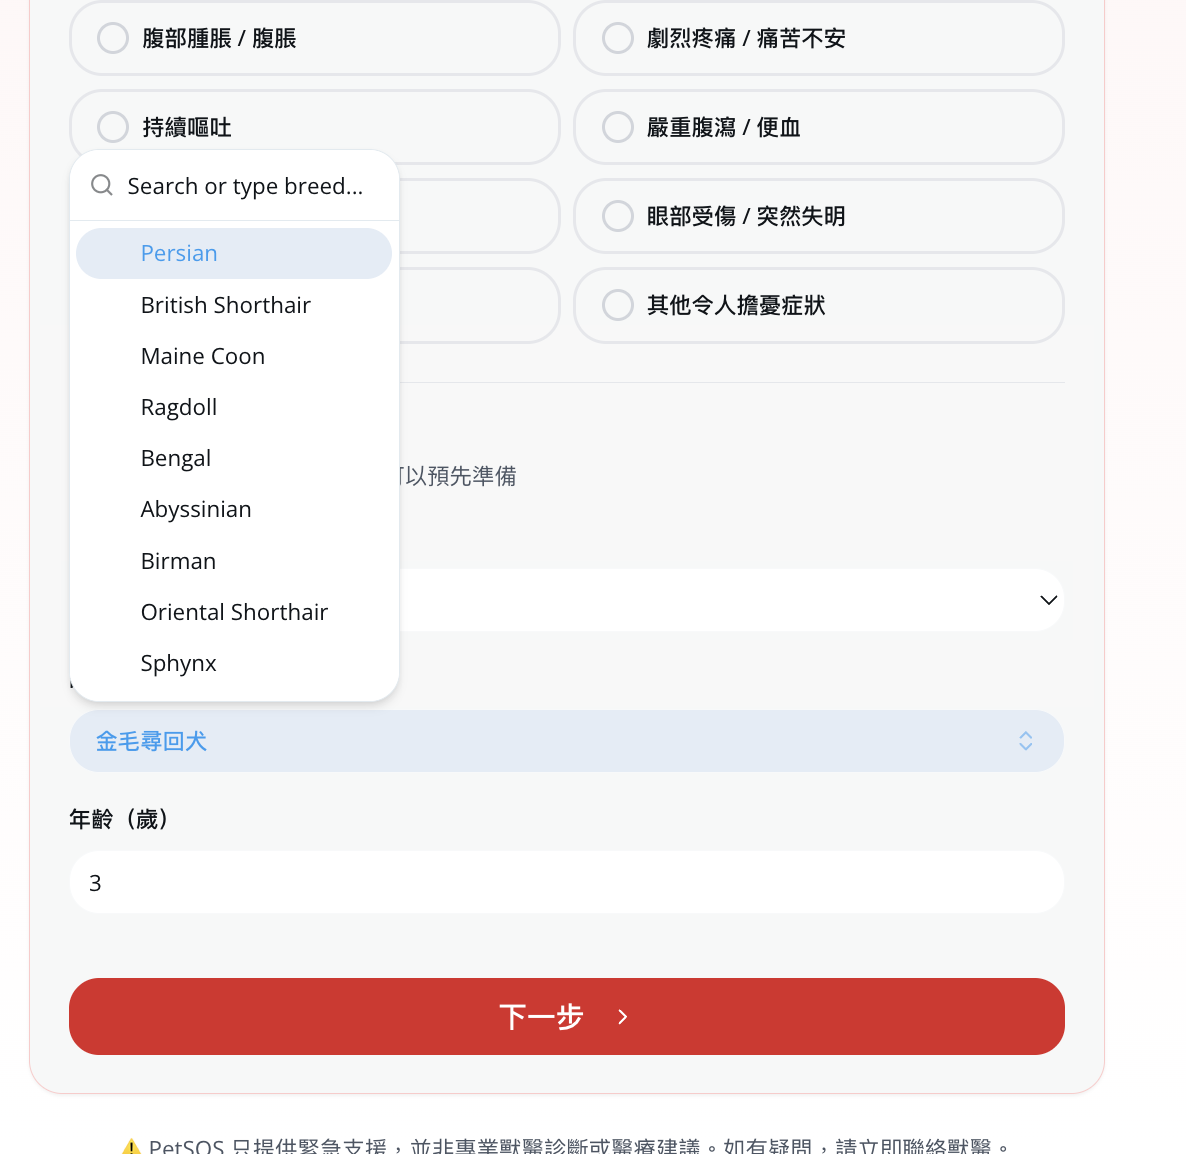 腹部腫脹 / 腹脹
劇烈疼痛 / 痛苦不安
持續嘔吐
嚴重腹瀉 / 便血
Search or type breed...
眼部受傷 / 突然失明
Persian
British Shorthair
其他令人擔憂症狀
Maine Coon
Ragdoll
Bengal
可以預先準備
Abyssinian
Birman
Oriental Shorthair
Sphynx
金毛尋回犬
年齡（歲）
3
下一步
⚠️ PetSOS 只提供緊急支援，並非專業獸醫診斷或醫療建議。如有疑問，請立即聯絡獸醫。